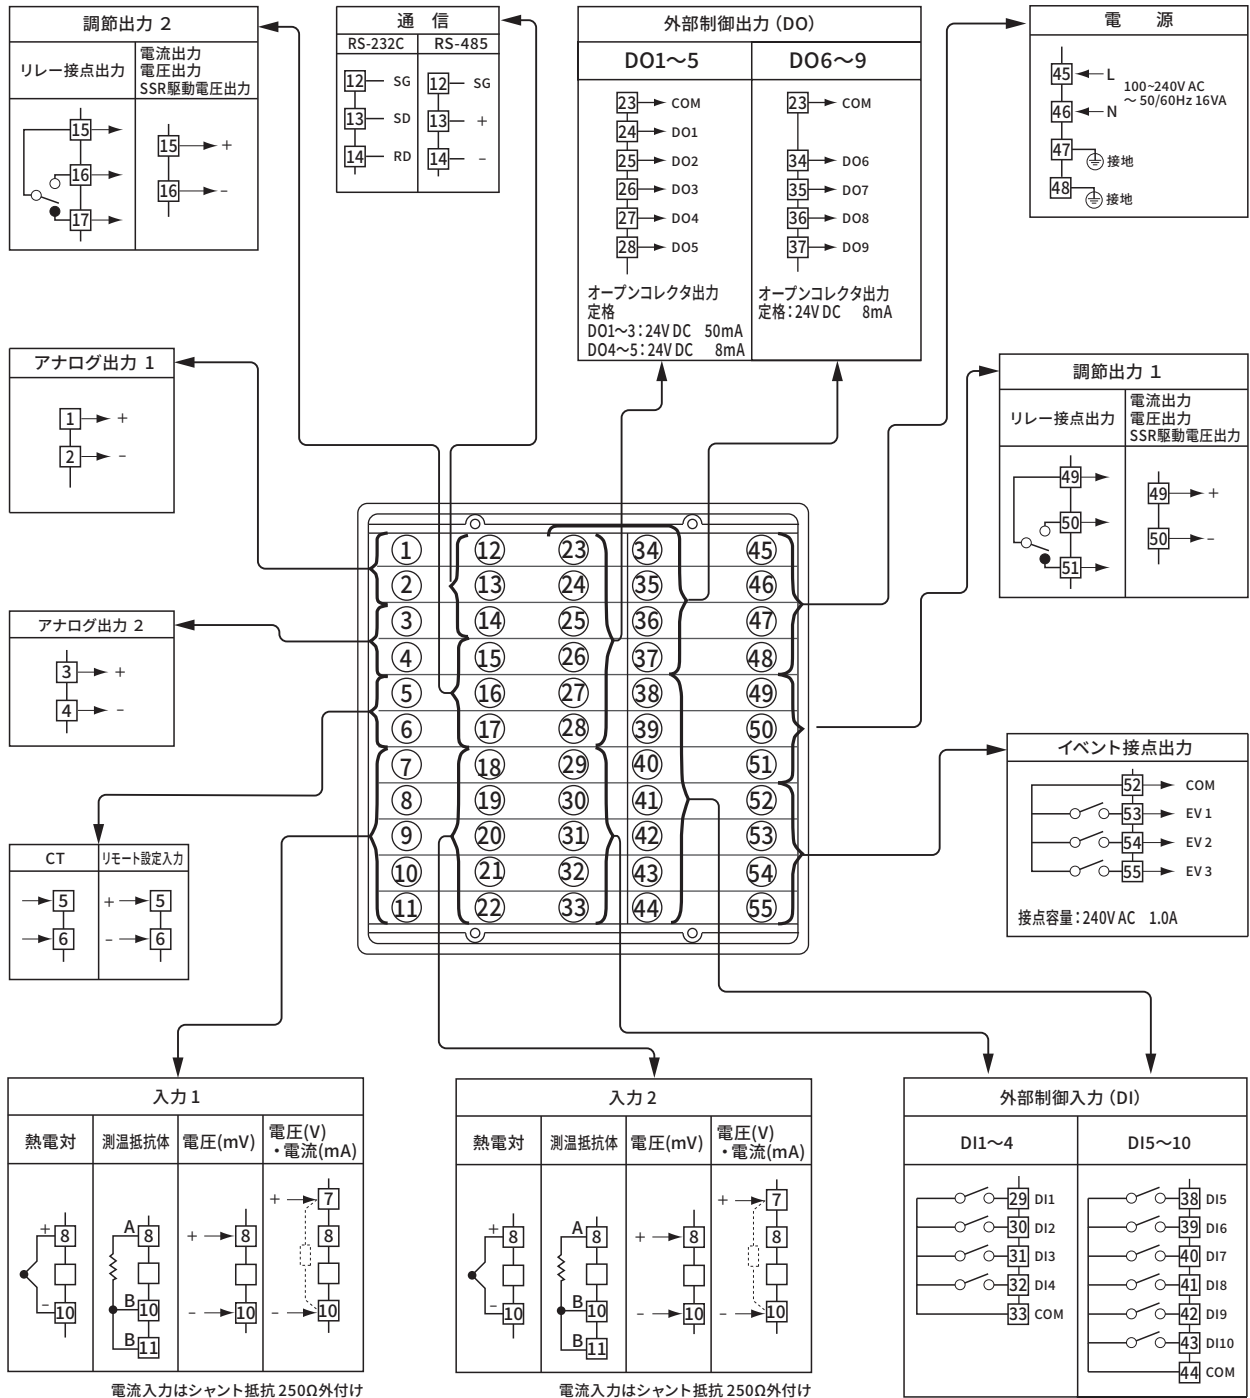 調節出力 2
リレー接点出力
電流出力
電圧出力
SSR駆動電圧出力
15
16
17
15 +
16 −
通 信
RS-232C RS-485
12 SG 12 SG
13 SD 13 +
14 RD 14 −
外部制御出力 (DO)
DO1～5 DO6～9
23 COM
24 DO1
25 DO2
26 DO3
27 DO4
28 DO5
オープンコレクタ出力
定格
DO1～3：24V DC 50mA
DO4～5：24V DC 8mA
23 COM
34 DO6
35 DO7
36 DO8
37 DO9
オープンコレクタ出力
定格：24V DC 8mA
電 源
45 L
46 N
100~240V AC
～ 50/60Hz 16VA
47 接地
48 接地
アナログ出力 1
1 +
2 −
調節出力 1
リレー接点出力
電流出力
電圧出力
SSR駆動電圧出力
49
50
51
49 +
50 −
アナログ出力 2
3 +
4 −
1 12 23 34 45
2 13 24 35 46
3 14 25 36 47
4 15 26 37 48
5 16 27 38 49
6 17 28 39 50
7 18 29 40 51
8 19 30 41 52
9 20 31 42 53
10 21 32 43 54
11 22 33 44 55
イベント接点出力
52 COM
53 EV 1
54 EV 2
55 EV 3
接点容量：240V AC 1.0A
CT リモート設定入力
5 + 5
6 − 6
入力 1
熱電対 測温抵抗体 電圧(mV)
電圧(V)
・電流(mA)
+ 8
− 10
A 8
B 10
B 11
+ 8
− 10
+ 7
8
− 10
電流入力はシャント抵抗 250Ω外付け
入力 2
熱電対 測温抵抗体 電圧(mV)
電圧(V)
・電流(mA)
+ 8
− 10
A 8
B 10
B 11
+ 8
− 10
+ 7
8
− 10
電流入力はシャント抵抗 250Ω外付け
外部制御入力 (DI)
DI1～4 DI5～10
29 DI1
30 DI2
31 DI3
32 DI4
33 COM
38 DI5
39 DI6
40 DI7
41 DI8
42 DI9
43 DI10
44 COM